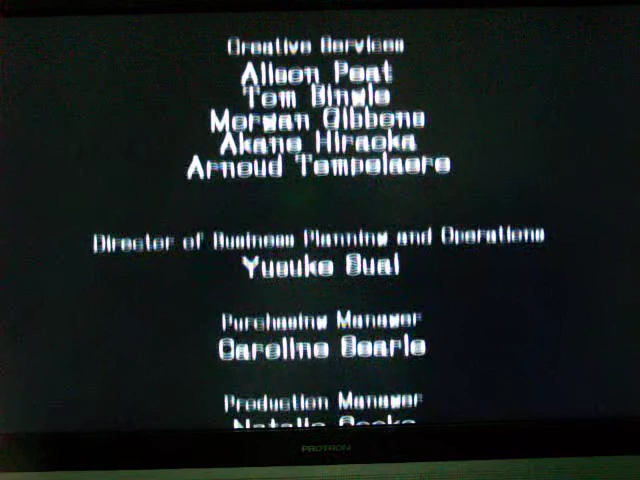 Creative Services
Alison Peat
Tom Bingle
Morwan Gibbons
Akane Hiraoka
Arnoud Tempelaere
Director of Business Planning and Operations
Yusuke Suai
Purchasing Manager
Caroline Searle
Production Manager
PROTRON